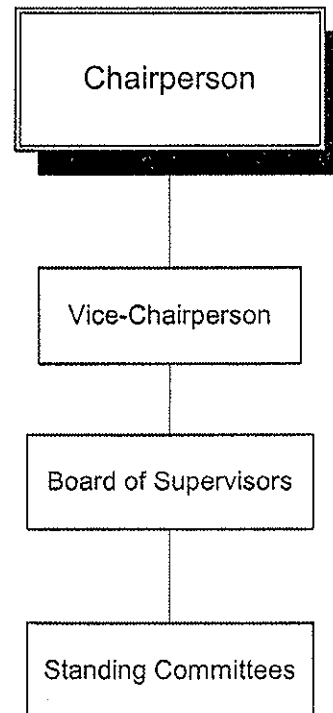 Chairperson
Vice-Chairperson
Board of Supervisors
Standing Committees